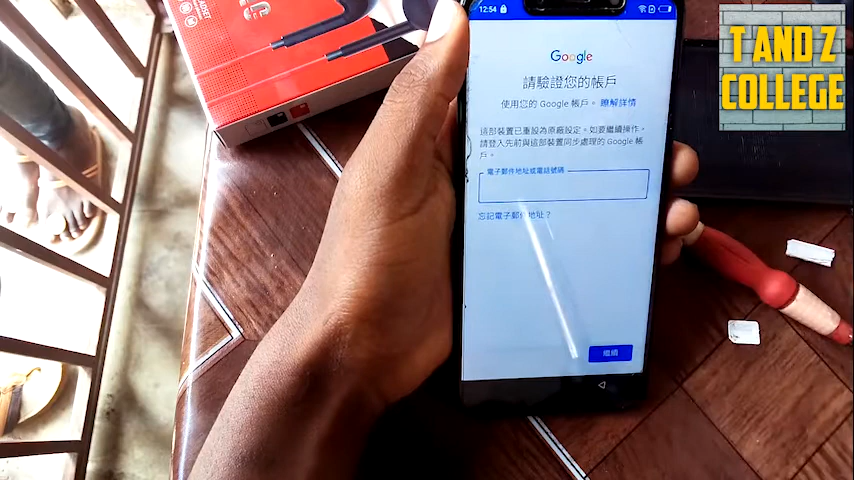 ADSET
12:54
Google
請驗證您的帳戶
使用您的 Google 帳戶。瞭解詳情
這部裝置已重設為原廠設定。如要繼續操作，
請登入先前與這部裝置同步處理的 Google 帳
戶。
電子郵件地址或電話號碼
忘記電子郵件地址？
繼續
T AND Z
COLLEGE